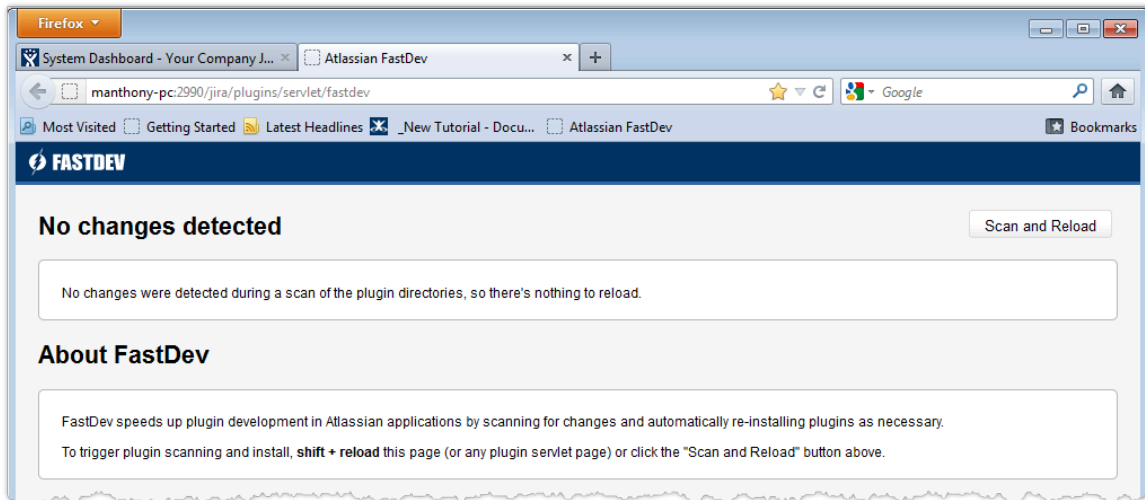 Firefox
System Dashboard - Your Company J...
Atlassian FastDev
manthony-pc:2990/jira/plugins/servlet/fastdev
Google
Most Visited Getting Started Latest Headlines _New Tutorial - Docu... Atlassian FastDev Bookmarks
FASTDEV
No changes detected
Scan and Reload
No changes were detected during a scan of the plugin directories, so there's nothing to reload.
About FastDev
FastDev speeds up plugin development in Atlassian applications by scanning for changes and automatically re-installing plugins as necessary.
To trigger plugin scanning and install, shift + reload this page (or any plugin servlet page) or click the "Scan and Reload" button above.